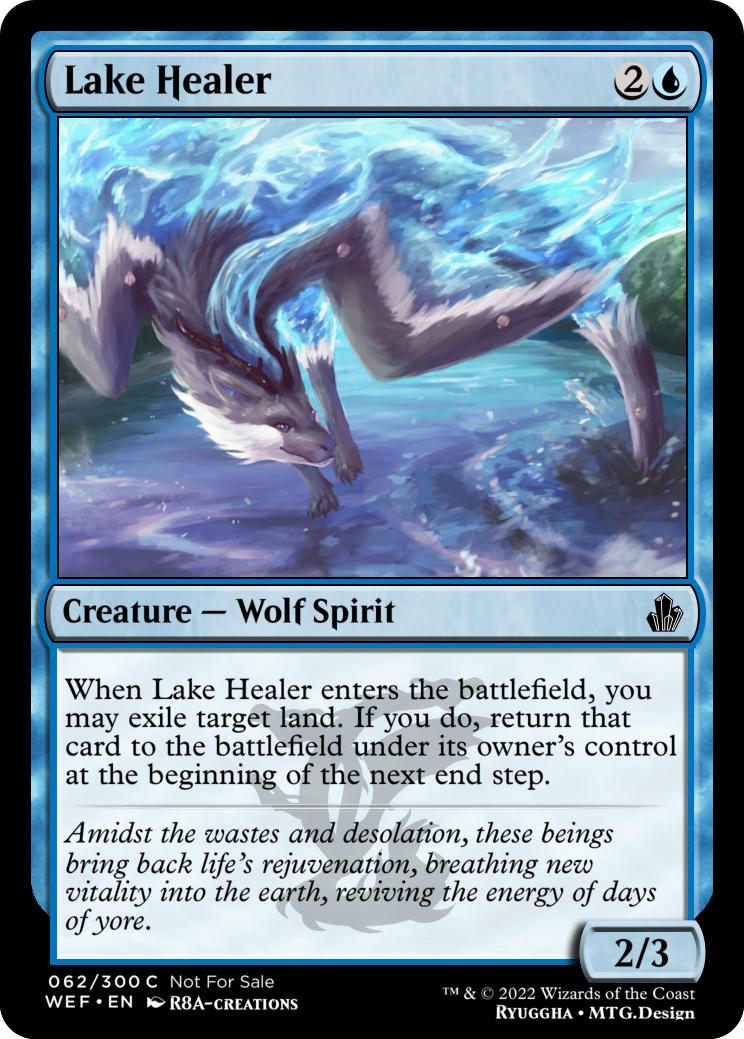 Lake Healer 2
Creature — Wolf Spirit
When Lake Healer enters the battlefield, you
may exile target land. If you do, return that
card to the battlefield under its owner's control
at the beginning of the next end step.
Amidst the wastes and desolation, these beings
bring back life's rejuvenation, breathing new
vitality into the earth, reviving the energy of days
of yore.
2/3
062/300 C Not For Sale
WEF • EN R8A-CREATIONS
™ & © 2022 Wizards of the Coast
RYUGGHA • MTG.Design